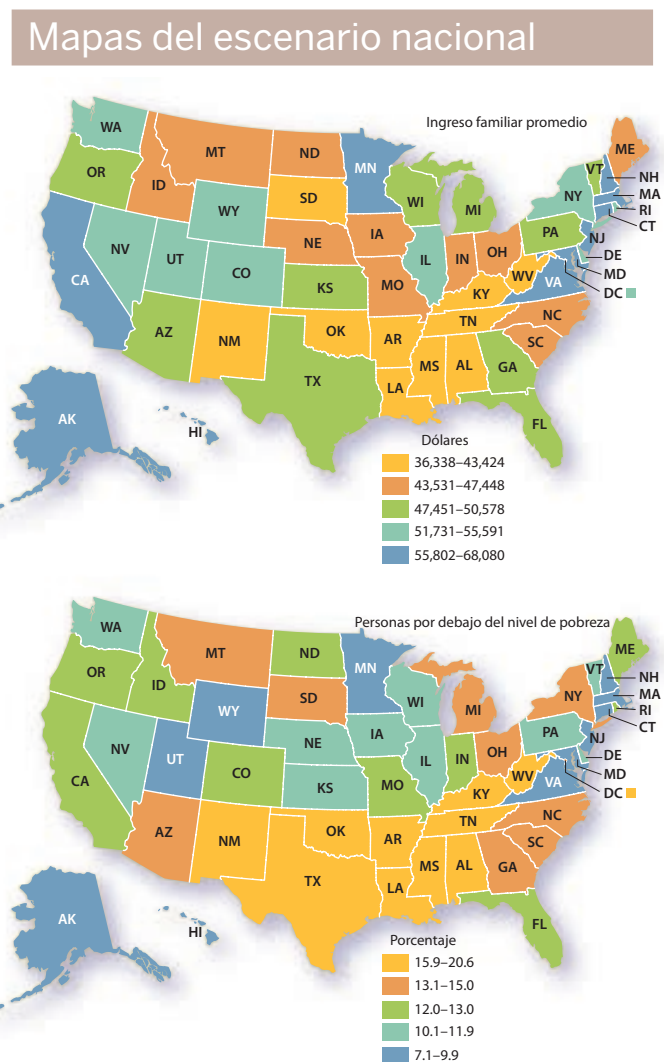 Mapas del escenario nacional
Ingreso familiar promedio
WA
MT
ND
MN
ME
OR
ID
SD
WI
MI
NY
VT
NH
MA
RI
CT
WY
NE
IA
PA
NJ
NV
UT
CO
IL
IN
OH
DE
MD
DC
CA
KS
MO
WV
VA
KY
AZ
NM
OK
AR
TN
NC
SC
TX
LA
MS
AL
GA
FL
AK
HI
Dólares
36,338–43,424
43,531–47,448
47,451–50,578
51,731–55,591
55,802–68,080
Personas por debajo del nivel de pobreza
WA
MT
ND
MN
ME
OR
ID
SD
WI
MI
NY
VT
NH
MA
RI
CT
WY
NE
IA
PA
NJ
NV
UT
CO
IL
IN
OH
DE
MD
DC
CA
KS
MO
WV
VA
KY
AZ
NM
OK
AR
TN
NC
SC
TX
LA
MS
AL
GA
FL
AK
HI
Porcentaje
15.9–20.6
13.1–15.0
12.0–13.0
10.1–11.9
7.1–9.9